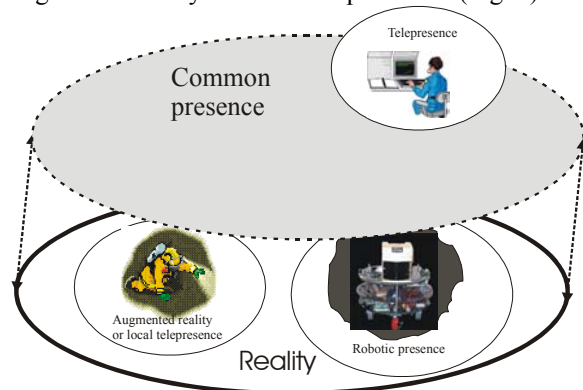 Telepresence
Common
presence
Augmented reality
or local telepresence
Robotic presence
Reality